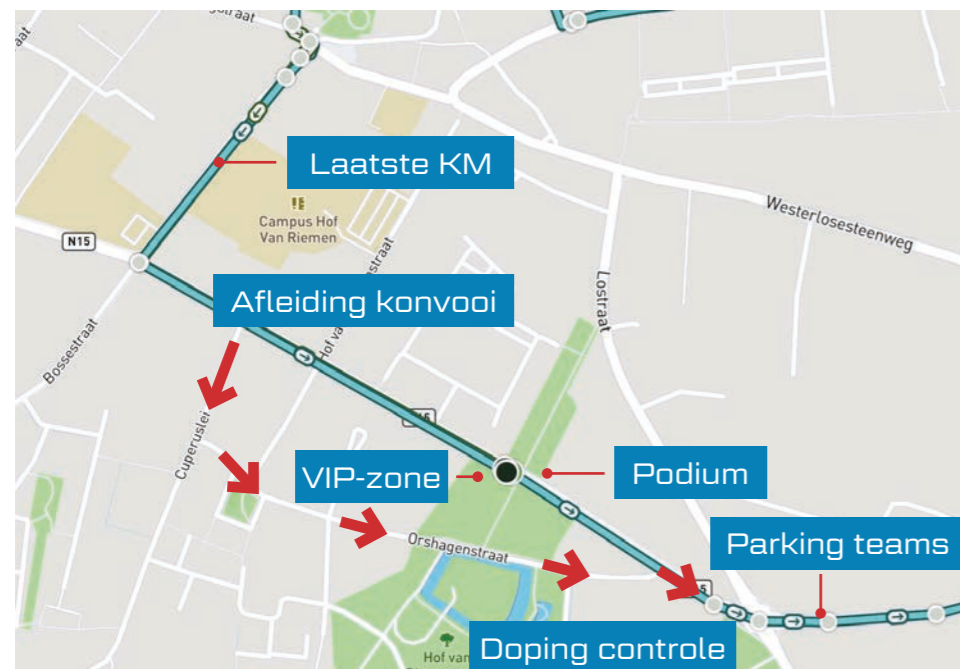 Laatste KM
Campus Hof
Van Riemen
Westerlosesteenweg
N15
Afleiding konvooi
Lostraat
Bossestraat
Cuperuslei
VIP-zone
Podium
Orshagenstraat
Parking teams
Doping controle